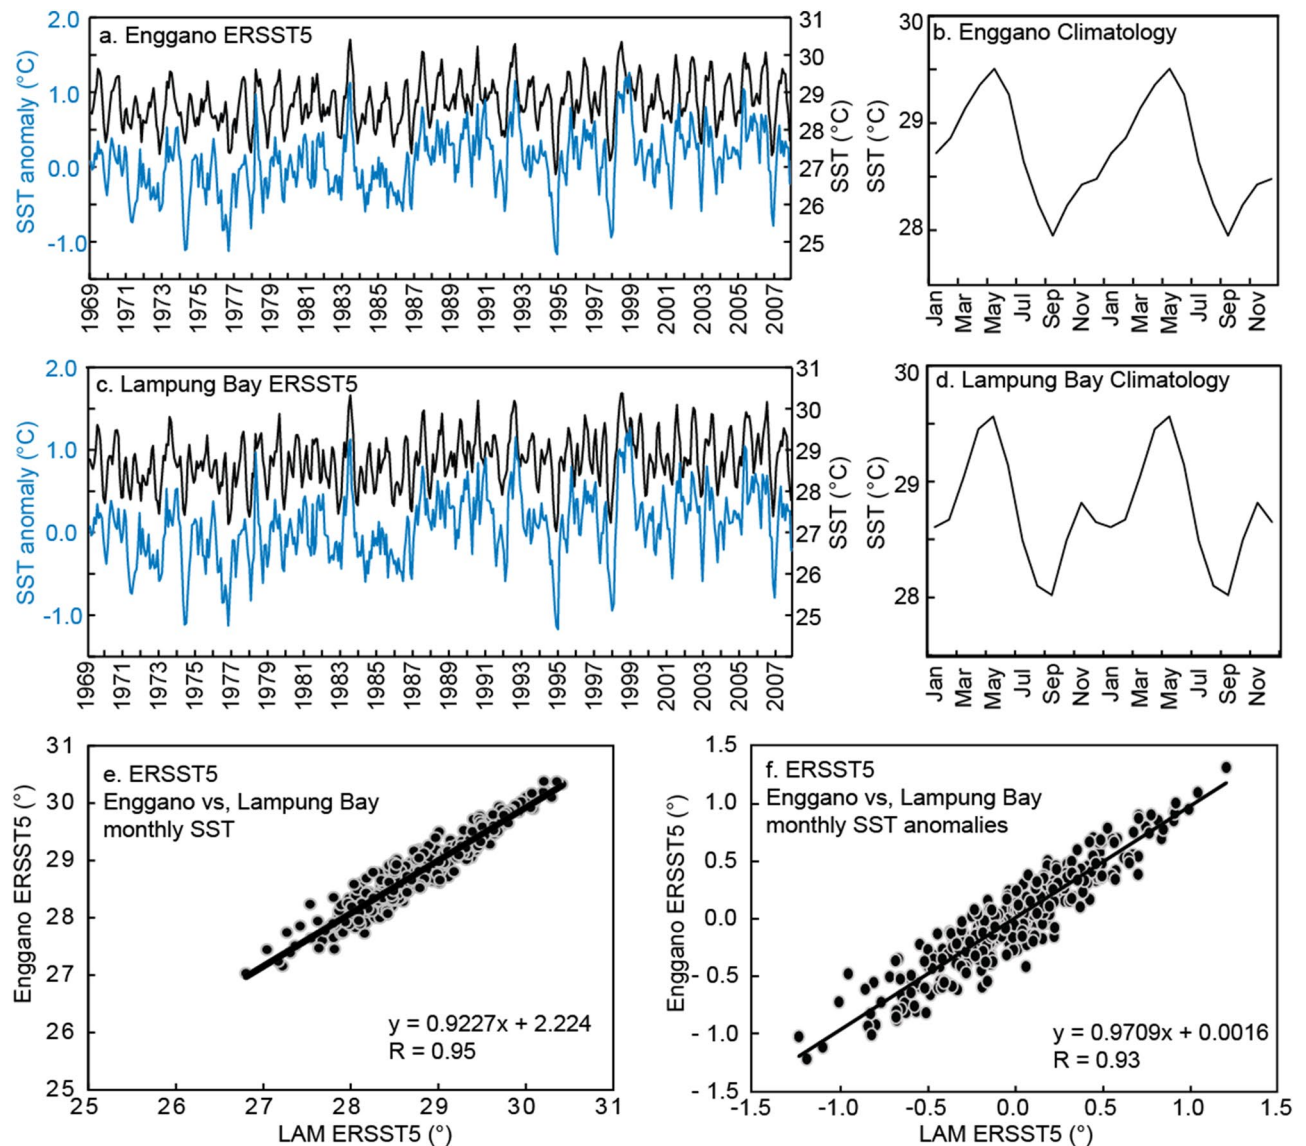 a. Enggano ERSST5
SST anomaly (°C)
2.0
1.0
0.0
-1.0
31
30
29
28
27
26
25
SST (°C)
1969
1971
1973
1975
1977
1979
1981
1983
1985
1987
1989
1991
1993
1995
1997
1999
2001
2003
2005
2007
b. Enggano Climatology
SST (°C)
30
29
28
Jan
Mar
May
Jul
Sep
Nov
Jan
Mar
May
Jul
Sep
Nov
c. Lampung Bay ERSST5
SST anomaly (°C)
2.0
1.0
0.0
-1.0
31
30
29
28
27
26
25
SST (°C)
1969
1971
1973
1975
1977
1979
1981
1983
1985
1987
1989
1991
1993
1995
1997
1999
2001
2003
2005
2007
d. Lampung Bay Climatology
SST (°C)
30
29
28
Jan
Mar
May
Jul
Sep
Nov
Jan
Mar
May
Jul
Sep
Nov
e. ERSST5
Enggano vs, Lampung Bay
monthly SST
Enggano ERSST5 (°)
31
30
29
28
27
26
25
y = 0.9227x + 2.224
R = 0.95
25 26 27 28 29 30 31
LAM ERSST5 (°)
f. ERSST5
Enggano vs, Lampung Bay
monthly SST anomalies
Enggano ERSST5 (°)
1.5
1.0
0.5
0.0
- 0.5
- 1.0
- 1.5
y = 0.9709x + 0.0016
R = 0.93
-1.5 -1.0 -0.5 0.0 0.5 1.0 1.5
LAM ERSST5 (°)